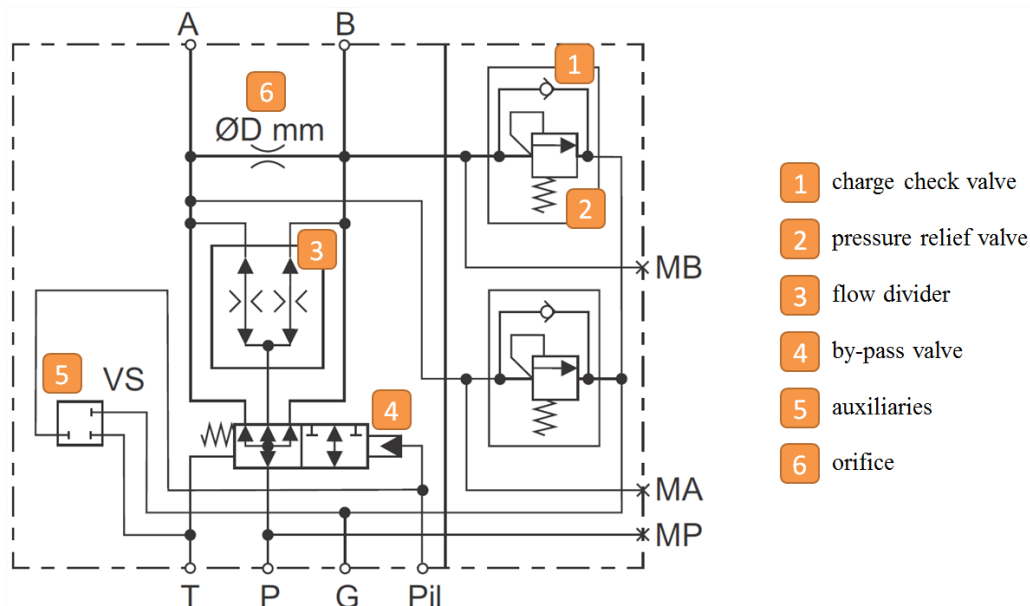 A B
1
6
ØD mm
2
3
MB
5 VS
4
MA
MP
T P G Pil
1 charge check valve
2 pressure relief valve
3 flow divider
4 by-pass valve
5 auxiliaries
6 orifice